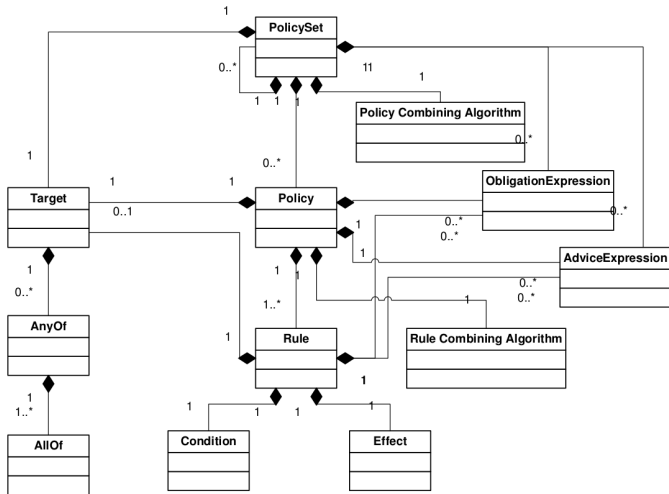 1
PolicySet
0..*
11
1
1
1
1
Policy Combining Algorithm
0..*
1
0..*
1
1
ObligationExpression
Target
Policy
0..1
0..*
0..*
1
0..*
1
AdviceExpression
1
1
1
0..*
0..*
0..*
1..*
1
AnyOf
1
Rule
Rule Combining Algorithm
1
1
1..*
1
1
1
1
AllOf
Condition
Effect